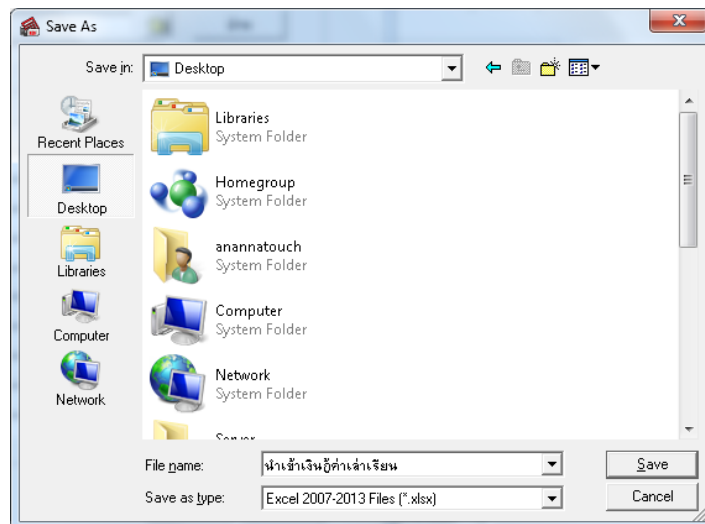 Save As
Save in:
Desktop
Recent Places
Desktop
Libraries
Computer
Network
Libraries
System Folder
Homegroup
System Folder
anannatouch
System Folder
Computer
System Folder
Network
System Folder
File name:
นำเข้าเงินกู้ค่าเล่าเรียน
Save
Save as type:
Excel 2007-2013 Files (*.xlsx)
Cancel